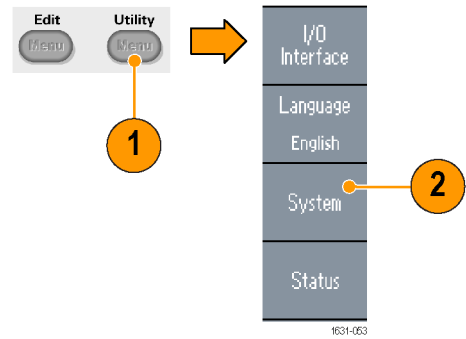 Edit Utility
Menu Menu
1
I/O
Interface
Language
English
System
2
Status
1631-053